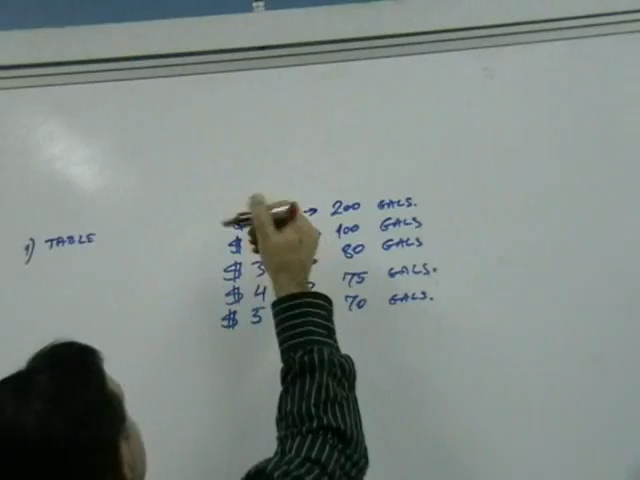 1) TABLE
→ 200 GALS.
$ 100 GALS
$ 3 80 GALS
$ 4 75 GALS.
$ 5 70 GALS.